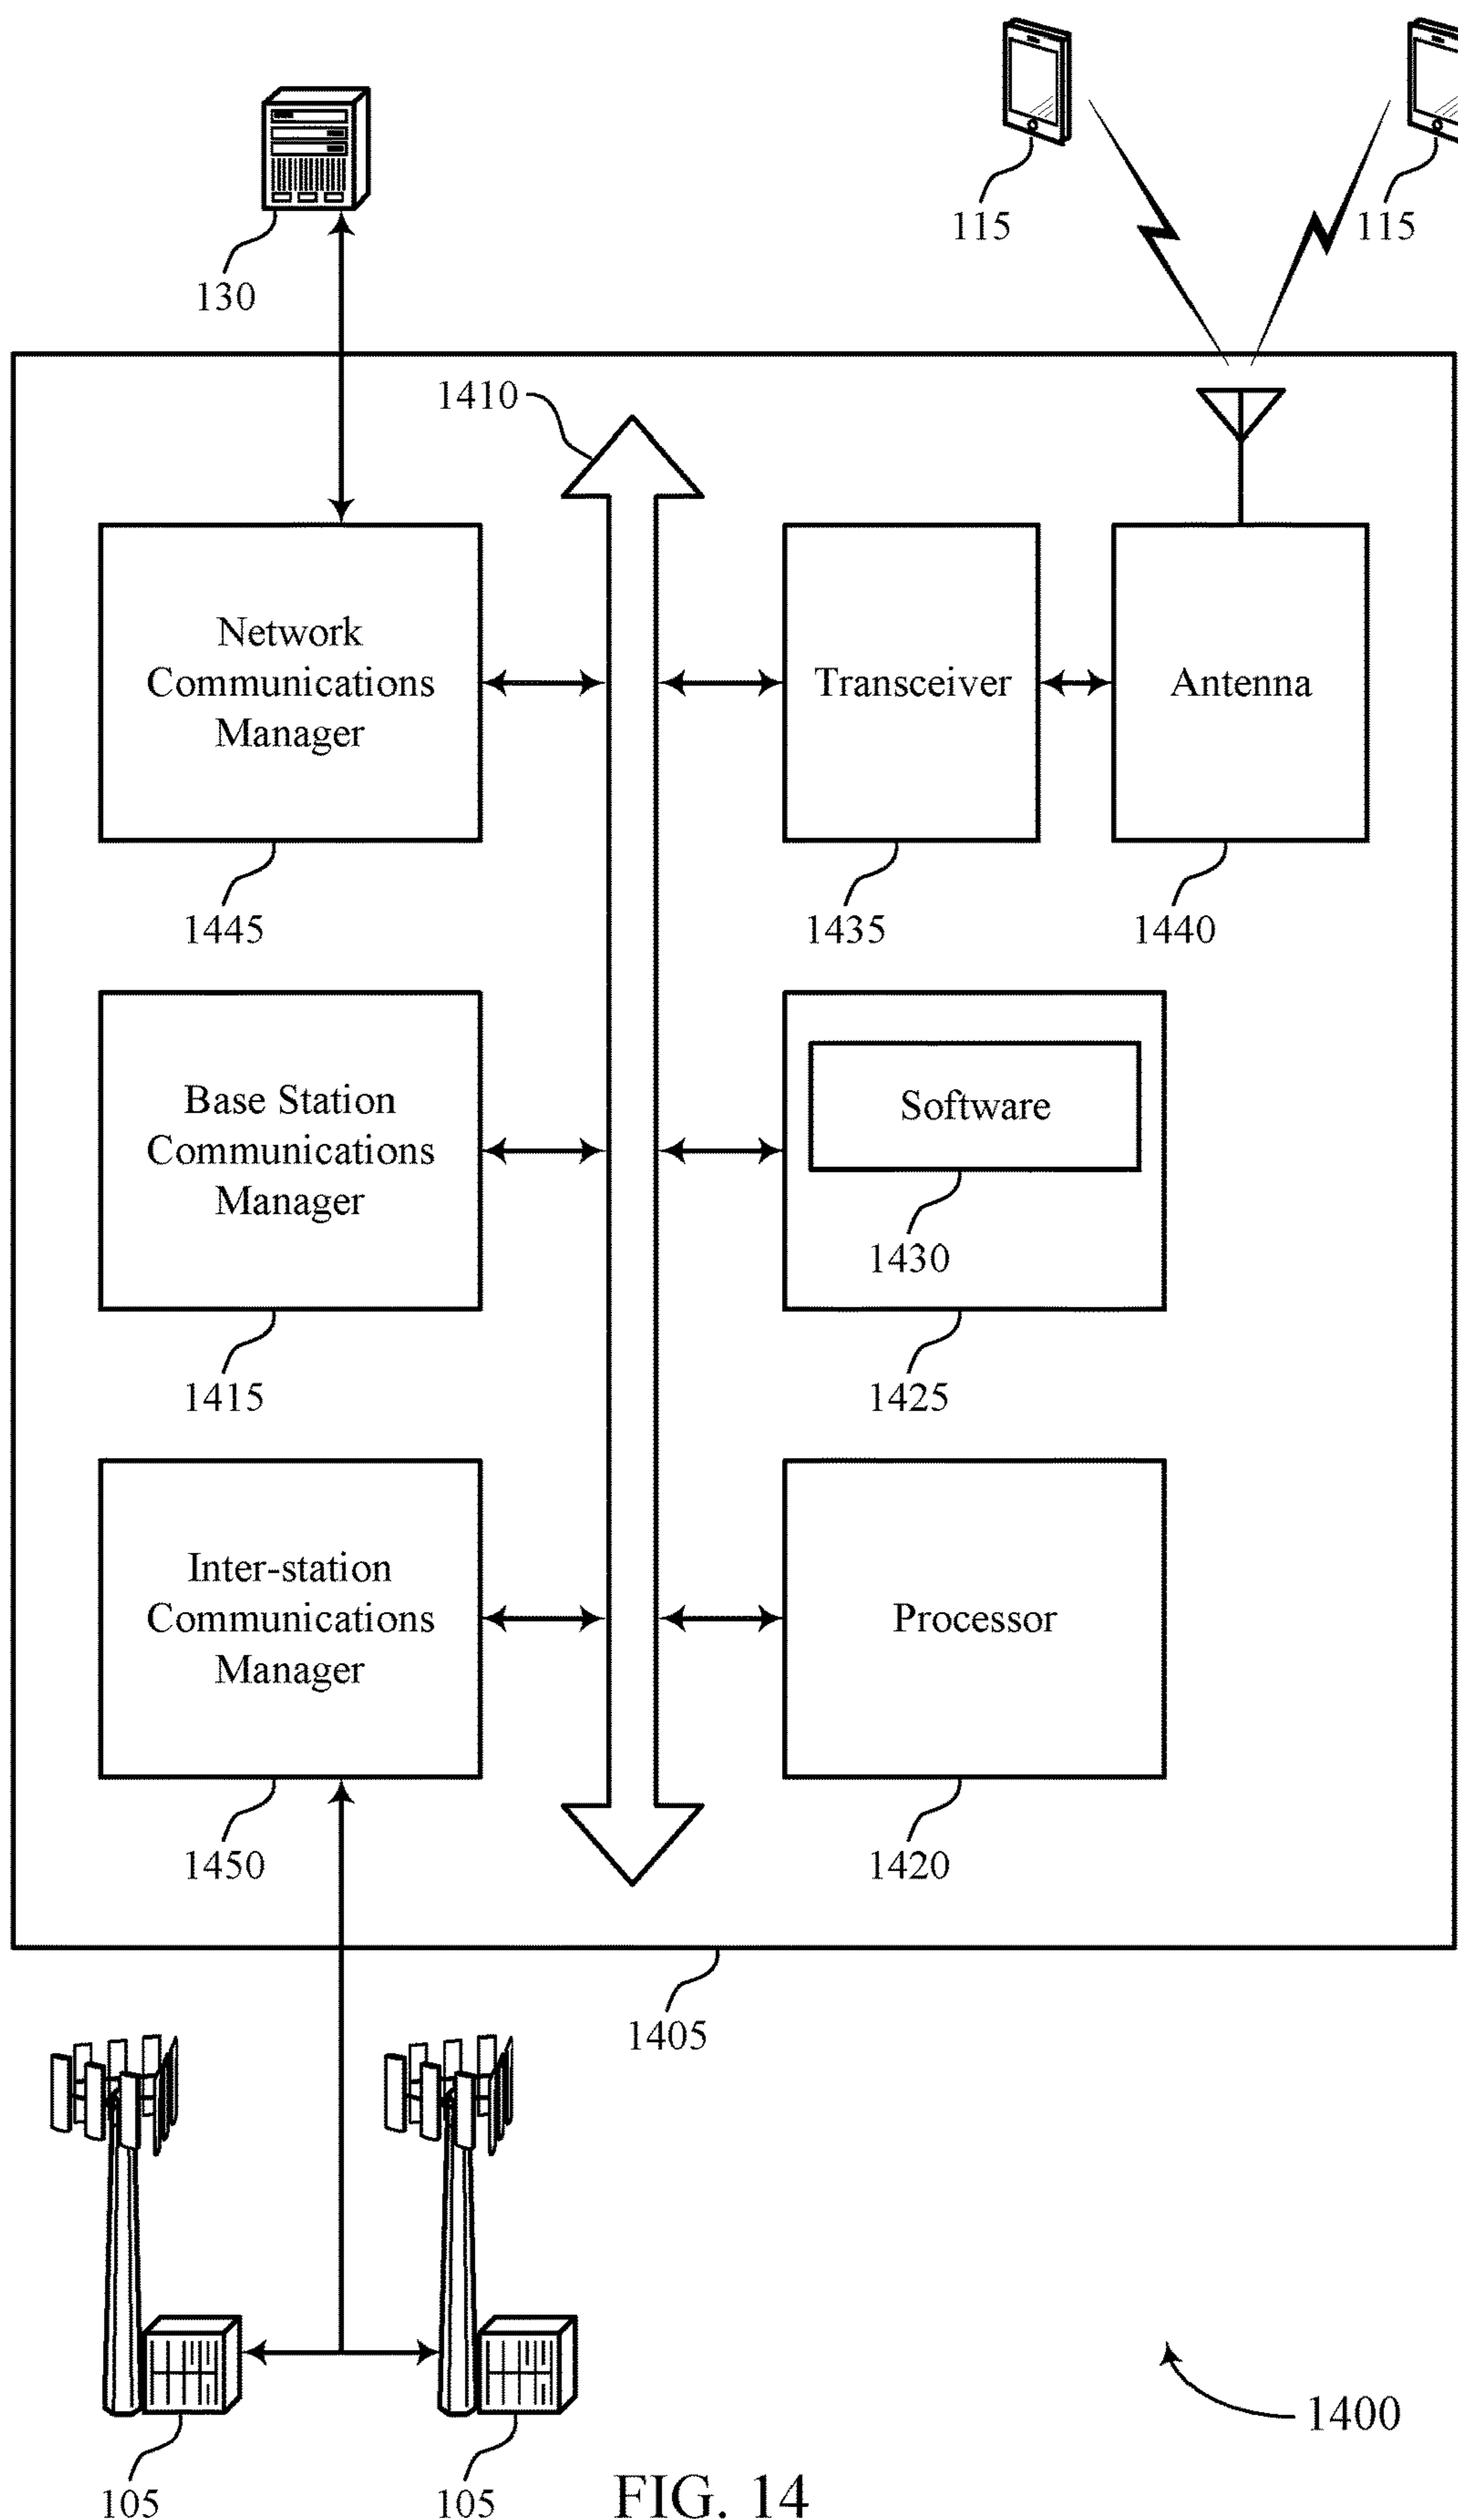 115
115
130
1410
Network
Communications
Manager
Transceiver
Antenna
1445
1435
1440
Base Station
Communications
Manager
Software
1430
1415
1425
Inter-station
Communications
Manager
Processor
1450
1420
1405
1400
105
105
FIG. 14